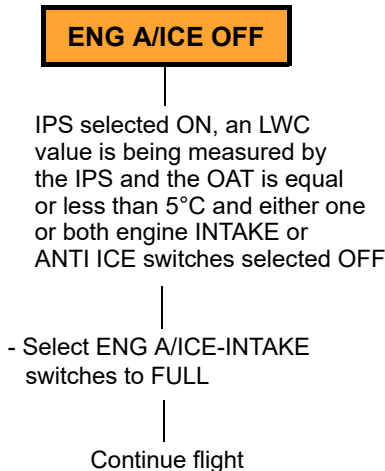 ENG A/ICE OFF
IPS selected ON, an LWC
value is being measured by
the IPS and the OAT is equal
or less than 5°C and either one
or both engine INTAKE or
ANTI ICE switches selected OFF
- Select ENG A/ICE-INTAKE
switches to FULL
Continue flight